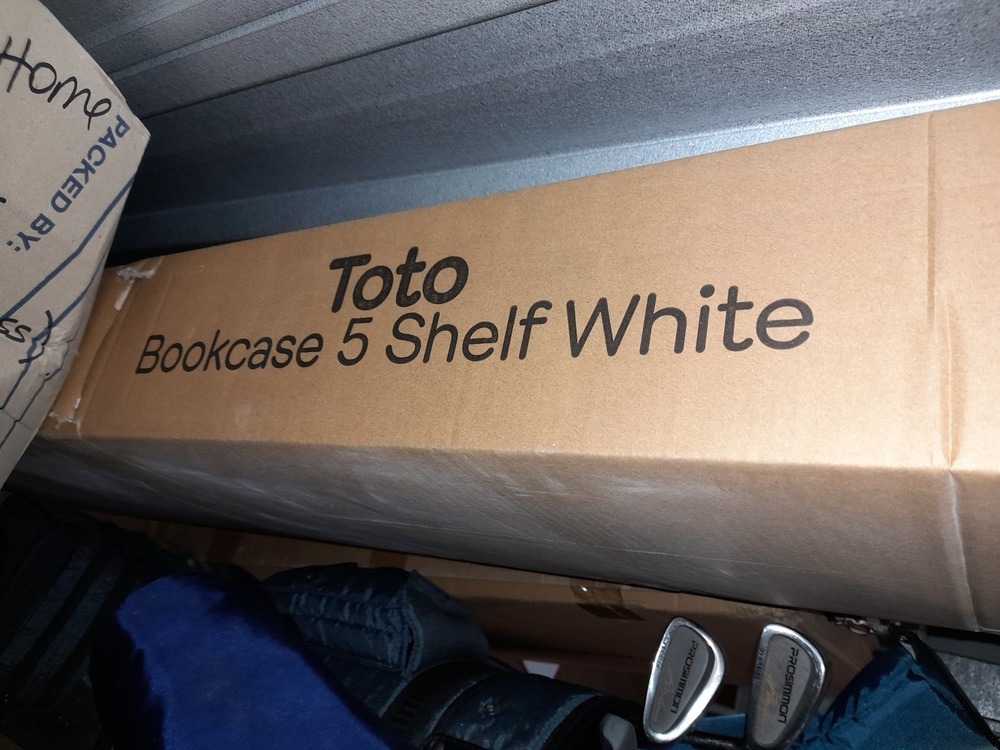 Home
PACKED BY:
Toto
Bookcase 5 Shelf White
PROSIMMON
PROSIMMON